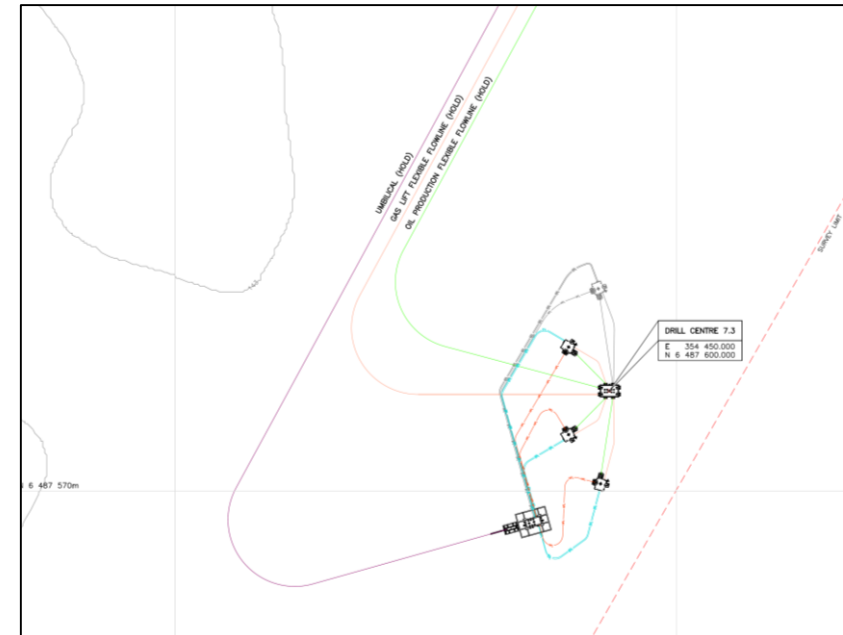 UMBILICAL (HOLD)
GAS LIFT FLEXIBLE FLOWLINE (HOLD)
OIL PRODUCTION FLEXIBLE FLOWLINE (HOLD)
SURVEY LIMIT
DRILL CENTRE 7.3
E 354 450.000
N 6 487 600.000
N 6 487 570m